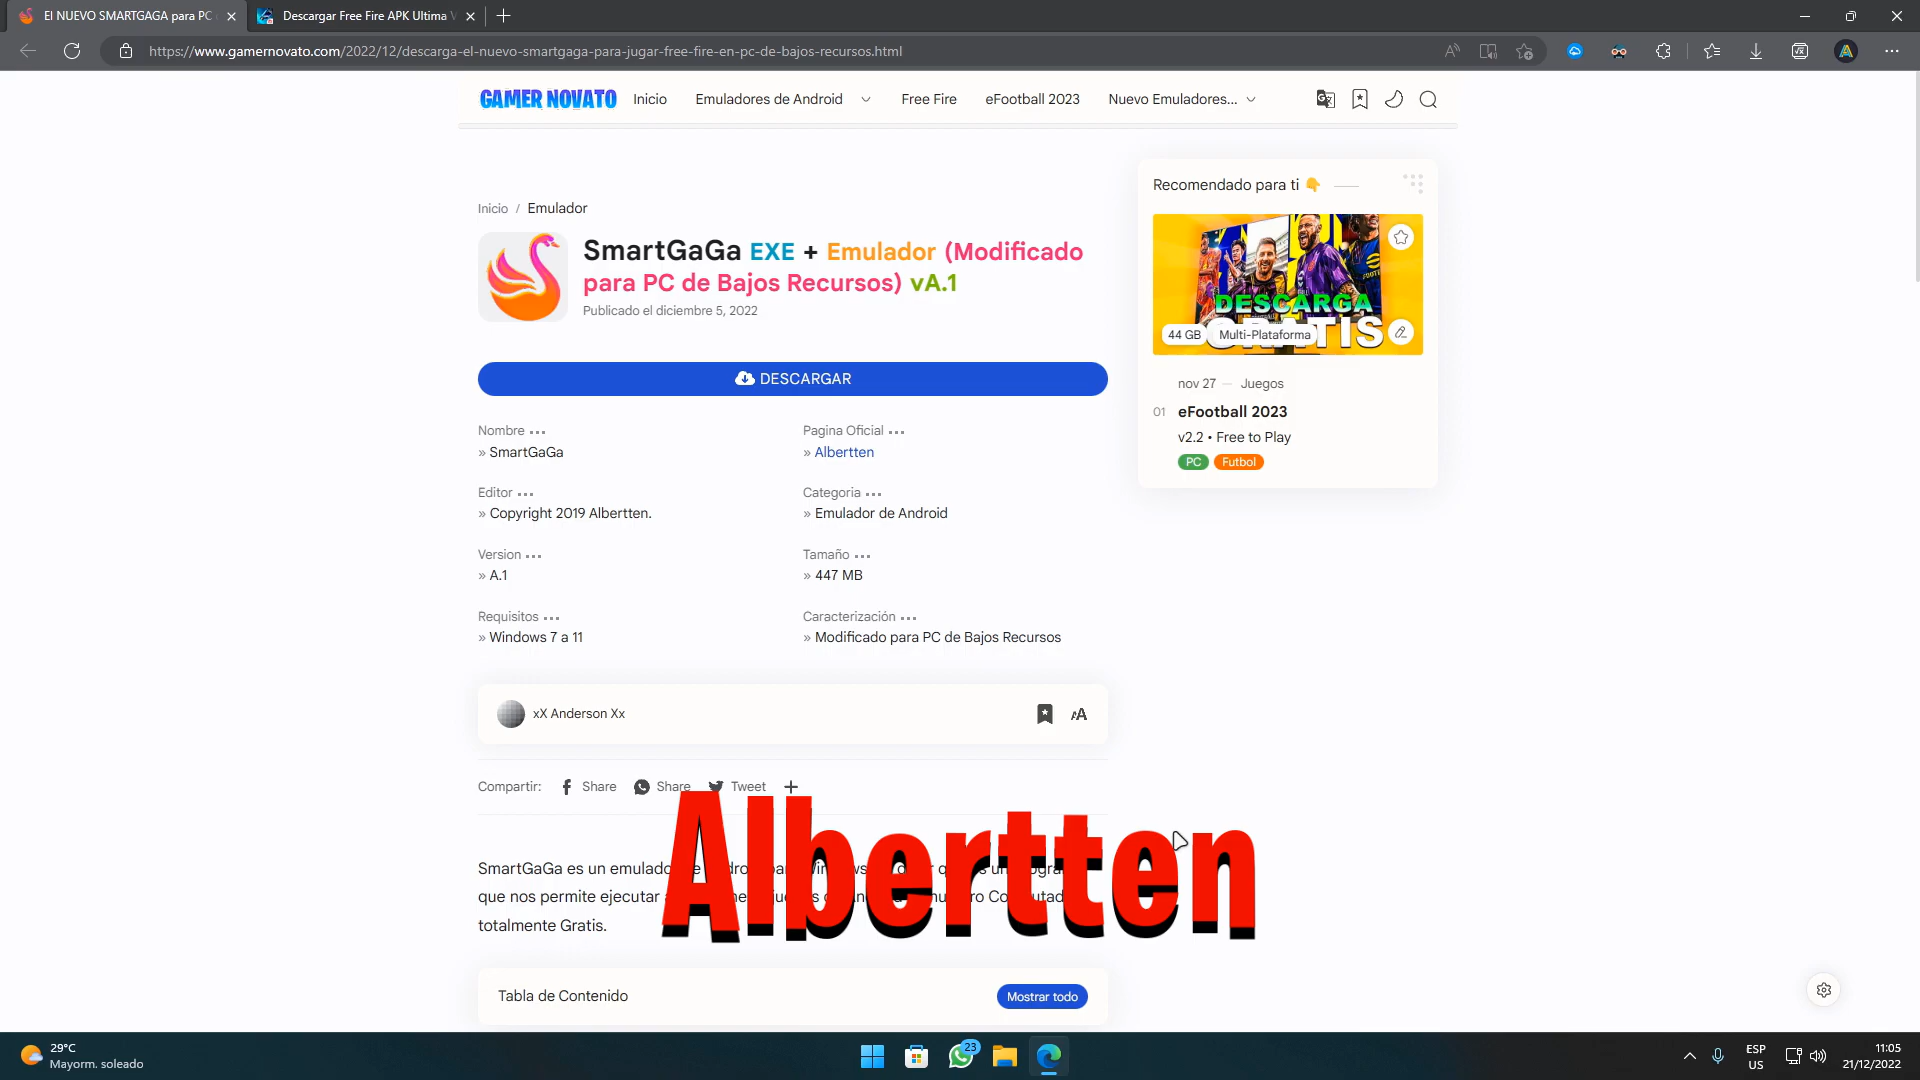 El NUEVO SMARTGAGA para PC
Descargar Free Fire APK Ultima V
https://www.gamernovato.com/2022/12/descarga-el-nuevo-smartgaga-para-jugar-free-fire-en-pc-de-bajos-recursos.html
GAMER NOVATO Inicio Emuladores de Android Free Fire eFootball 2023 Nuevo Emuladores...
Inicio / Emulador
SmartGaGa EXE + Emulador (Modificado
para PC de Bajos Recursos) vA.1
Publicado el diciembre 5, 2022
DESCARGAR
Nombre
» SmartGaGa
Pagina Oficial
» Albertten
Editor
» Copyright 2019 Albertten.
Categoria
» Emulador de Android
Version
» A.1
Tamaño
» 447 MB
Requisitos
» Windows 7 a 11
Caracterización
» Modificado para PC de Bajos Recursos
xX Anderson Xx
Compartir: Share Share Tweet
SmartGaGa es un
que nos permite ejecutar
totalmente Gratis.
Albertten
Tabla de Contenido
Mostrar todo
Recomendado para ti
DESCARGA
44 GB Multi-Plataforma
nov 27 — Juegos
01 eFootball 2023
v2.2 • Free to Play
PC Futbol
29°C
Mayorm. soleado
23
ESP
US
11:05
21/12/2022